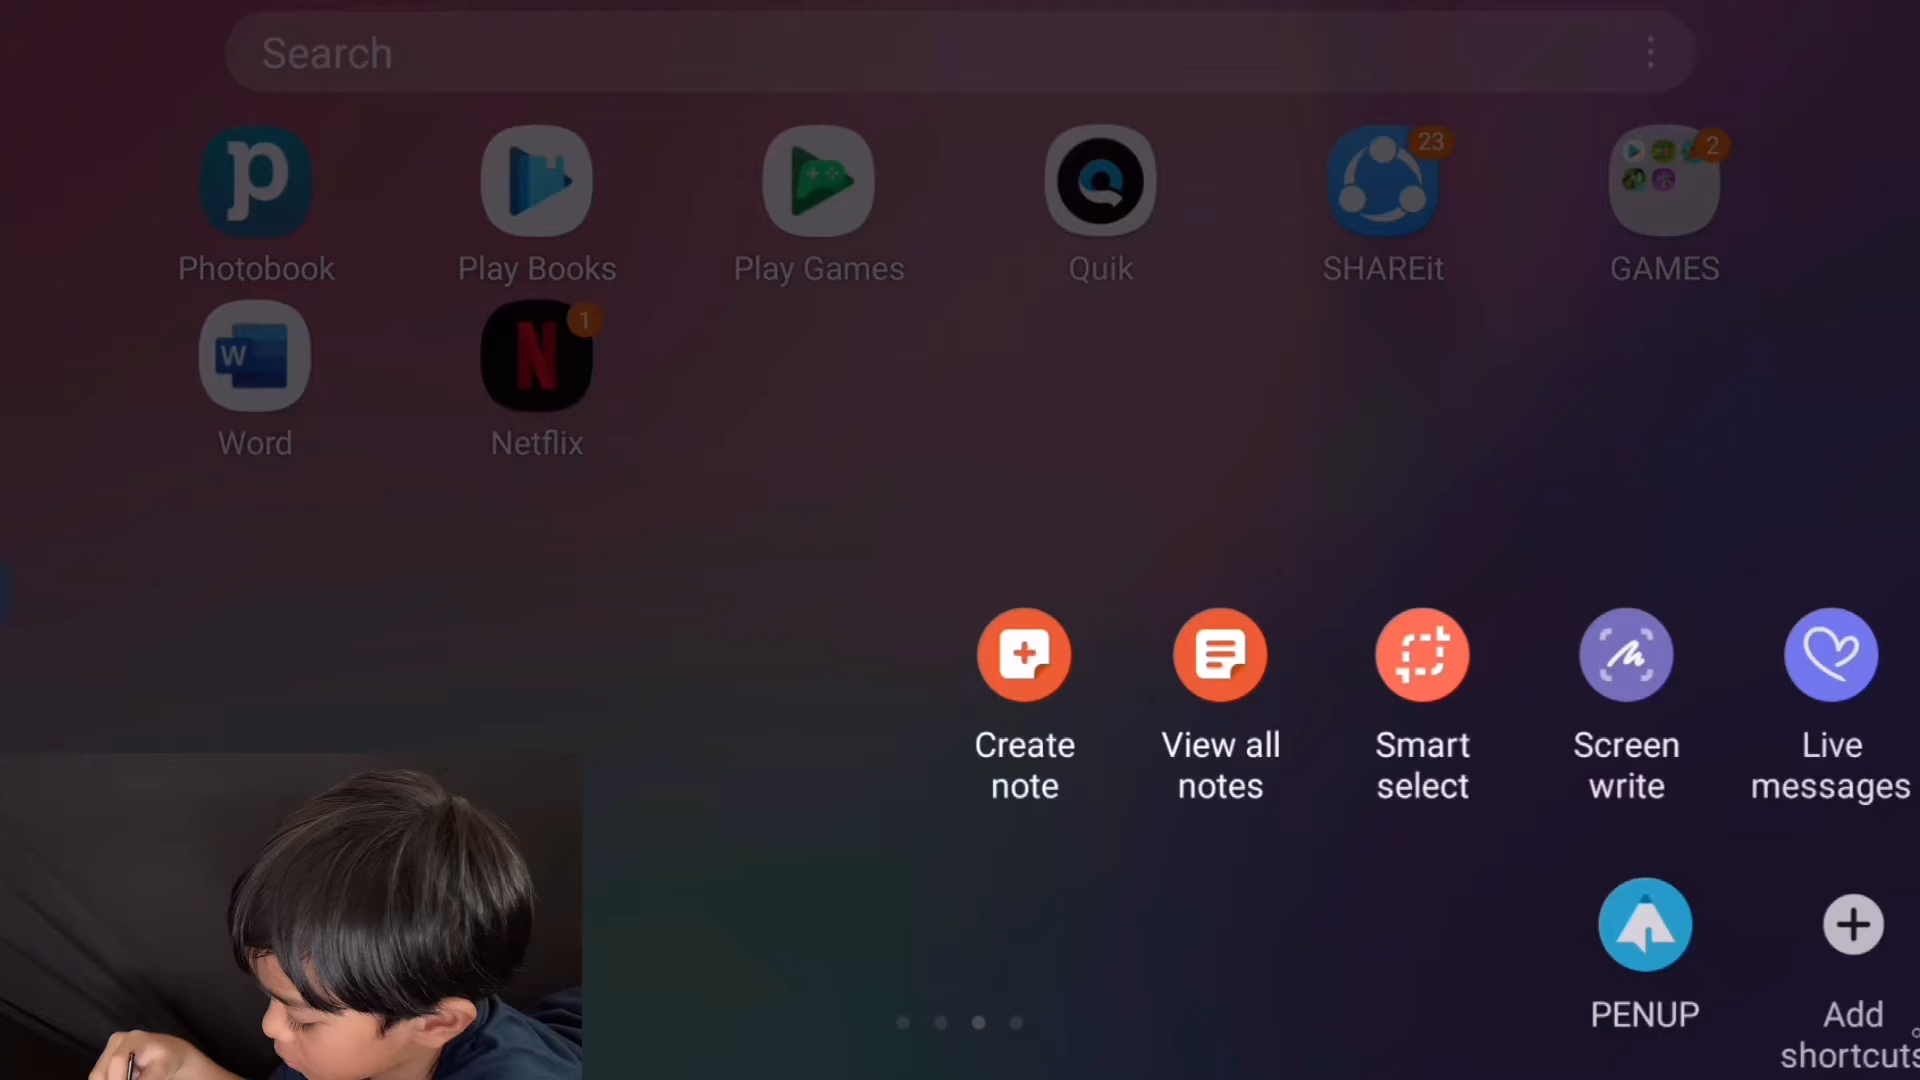 Search
23
2
Photobook
Play Books
Play Games
Quik
SHAREit
GAMES
W
N
1
Word
Netflix
Create
note
View all
notes
Smart
select
Screen
write
Live
messages
PENUP
Add
shortcuts